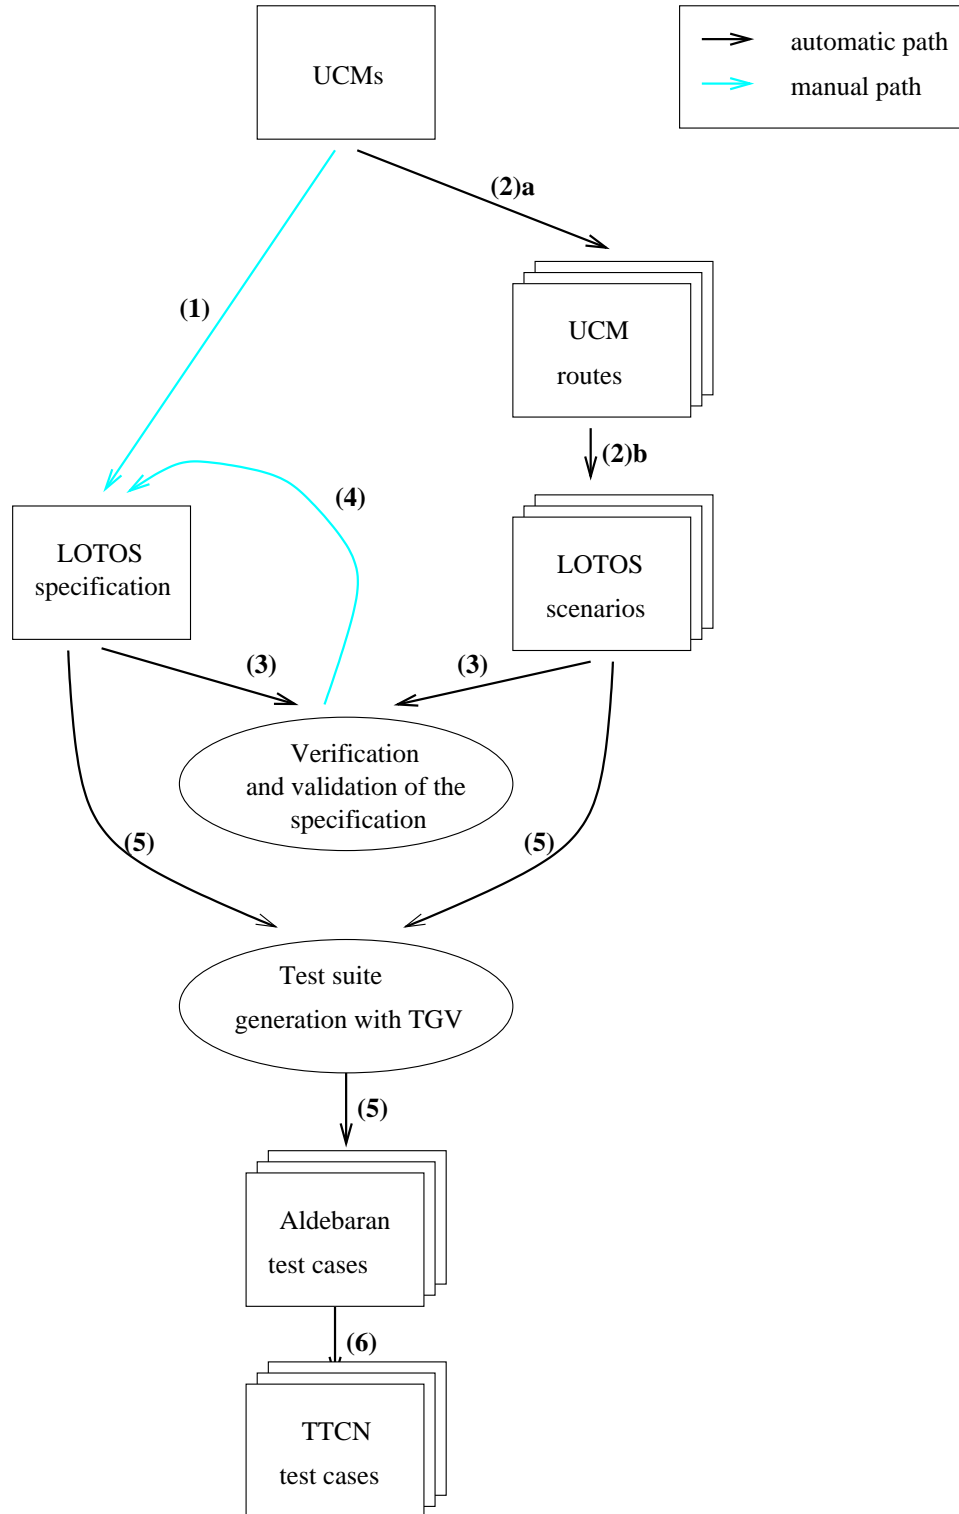 UCMs
automatic path
manual path
(2)a
(1)
UCM
routes
(2)b
(4)
LOTOS
specification
LOTOS
scenarios
(3)
(3)
Verification
and validation of the
specification
(5)
(5)
Test suite
generation with TGV
(5)
Aldebaran
test cases
(6)
TTCN
test cases